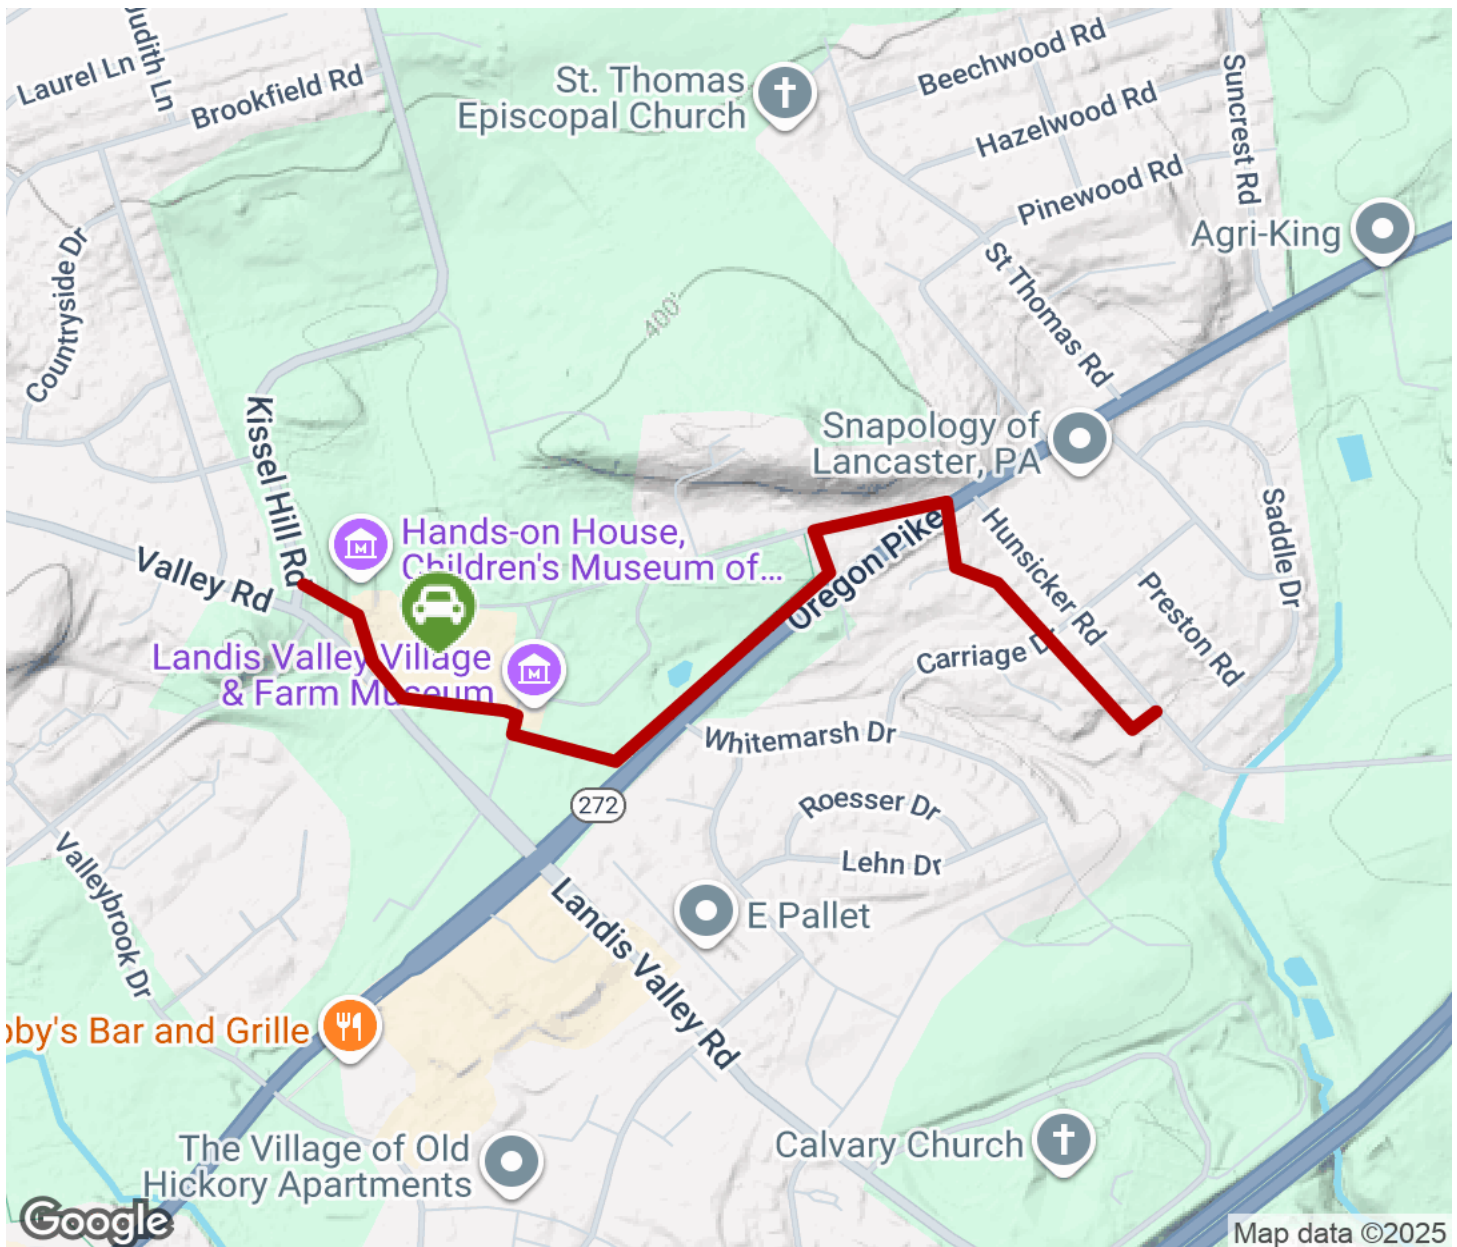 Laurel Ln
Judith Ln
Brookfield Rd
St. Thomas
Episcopal Church
Beechwood Rd
Hazelwood Rd
Pinewood Rd
Suncrest Rd
Agri-King
Countryside Dr
400'
St Thomas Rd
Kissel Hill Rd
Snapology of
Lancaster, PA
Saddle Dr
Valley Rd
Hands-on House,
Children's Museum of...
Oregon Pike
Hunsicker Rd
Preston Rd
Landis Valley Village
& Farm Museum
Carriage D
Whitemarsh Dr
272
Roesser Dr
Lehn Dr
Valleybrook Dr
Landis Valley Rd
E Pallet
oby's Bar and Grille
The Village of Old
Hickory Apartments
Calvary Church
Google
Map data ©2025